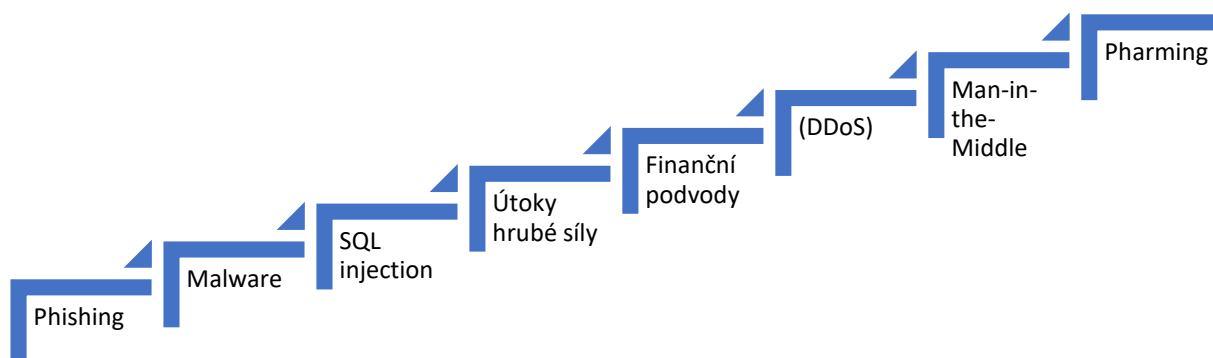 Phishing
Malware
SQL
injection
Útoky
hrubé síly
Finanční
podvody
(DDoS)
Man-in-
the-
Middle
Pharming